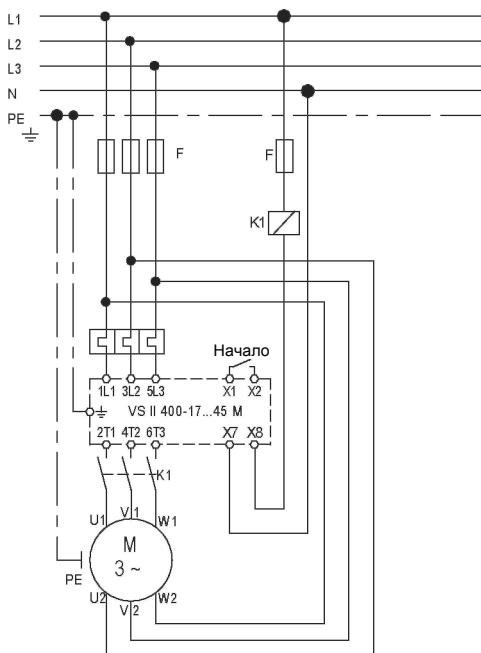 L1
L2
L3
N
PE
F
F
K1
Начало
1L1 3L2 5L3 X1 X2
VS II 400-17...45 M
2T1 4T2 6T3 X7 X8
K1
U1 V1 W1
M
3 ~
PE
U2 V2 W2